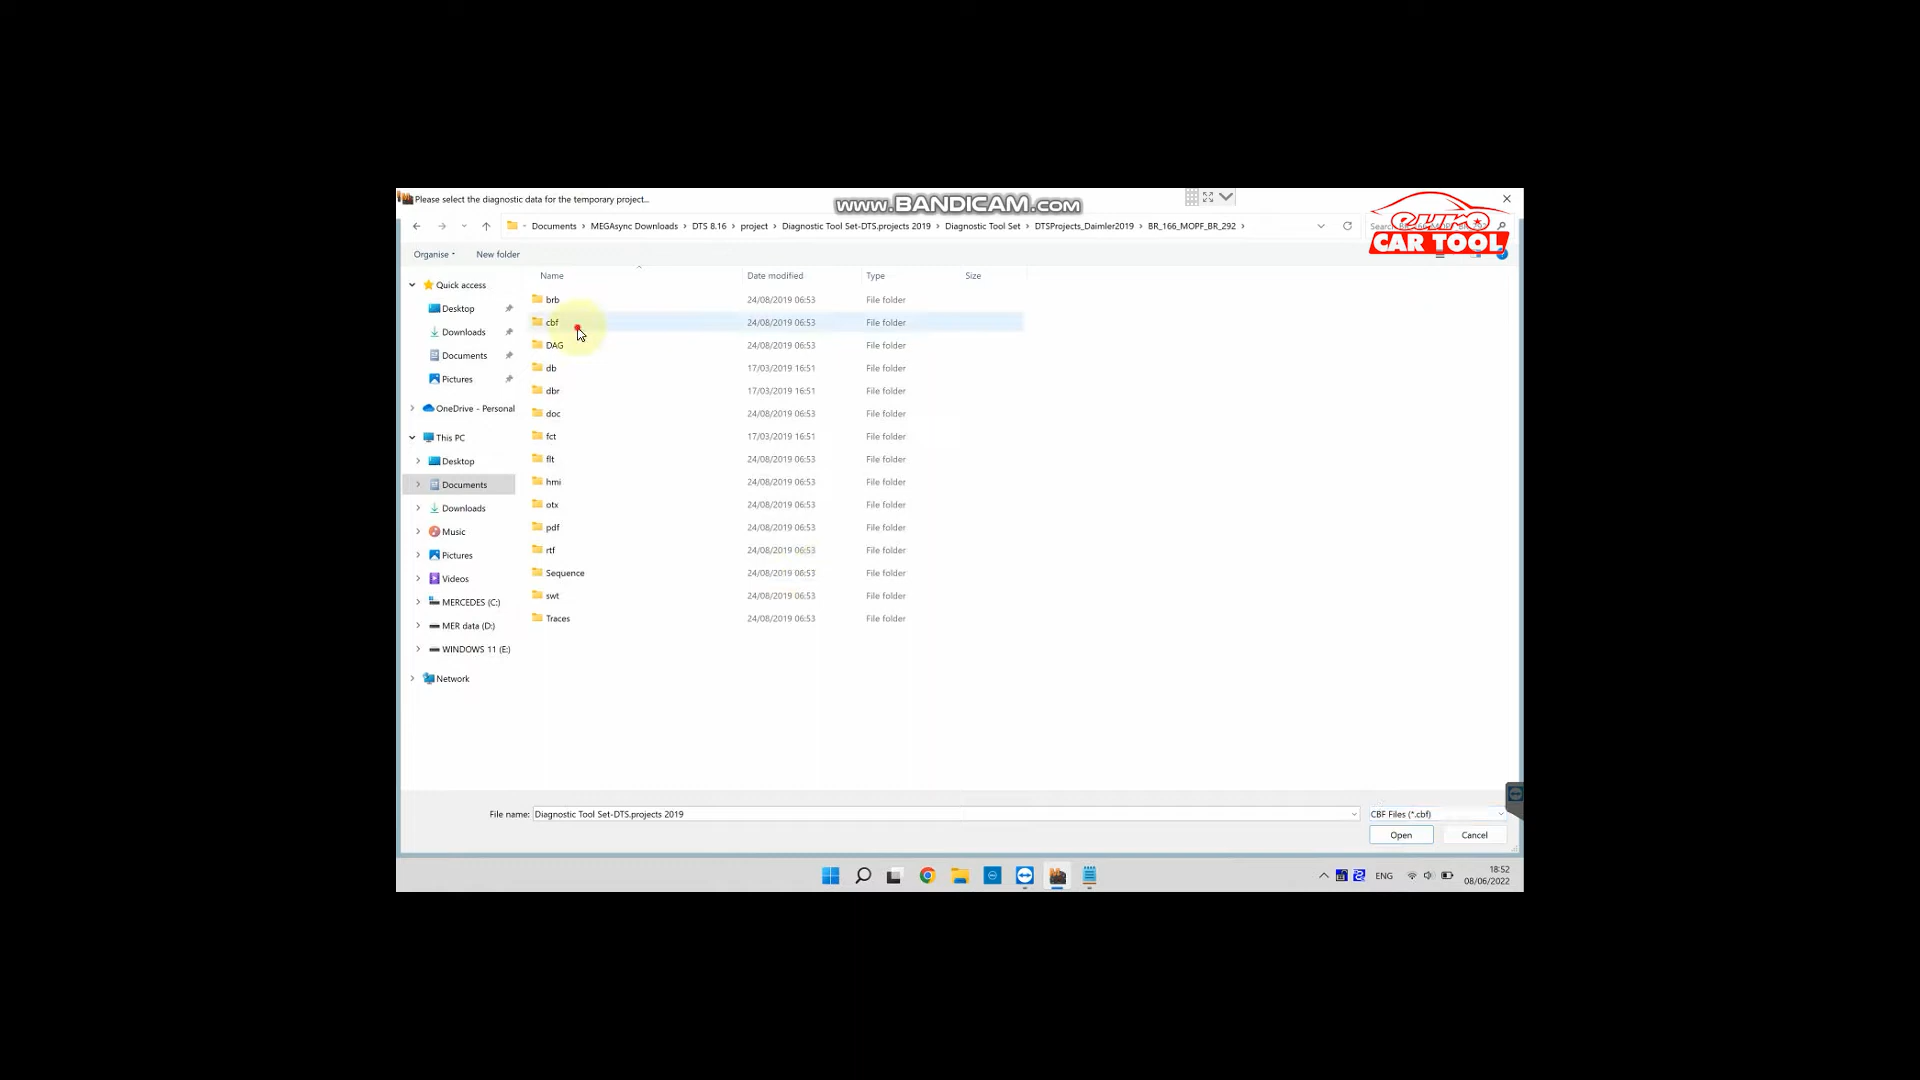 Please select the diagnostic data for the temporary project...
www.BANDICAM.com
Documents > MEGAsync Downloads > DTS 8.16 > project > Diagnostic Tool Set-DTS.projects 2019 > Diagnostic Tool Set > DTSProjects_Daimler2019 > BR_166_MOPF_BR_292 >
euro
CAR TOOL
Organise
New folder
Name Date modified Type Size
Quick access
Desktop
Downloads
Documents
Pictures
OneDrive - Personal
This PC
Desktop
Documents
Downloads
Music
Pictures
Videos
MERCEDES (C:)
MER data (D:)
WINDOWS 11 (E:)
Network
brb 24/08/2019 06:53 File folder
cbf 24/08/2019 06:53 File folder
DAG 24/08/2019 06:53 File folder
db 17/03/2019 16:51 File folder
dbr 17/03/2019 16:51 File folder
doc 24/08/2019 06:53 File folder
fct 17/03/2019 16:51 File folder
flt 24/08/2019 06:53 File folder
hmi 24/08/2019 06:53 File folder
otx 24/08/2019 06:53 File folder
pdf 24/08/2019 06:53 File folder
rtf 24/08/2019 06:53 File folder
Sequence 24/08/2019 06:53 File folder
swt 24/08/2019 06:53 File folder
Traces 24/08/2019 06:53 File folder
File name: Diagnostic Tool Set-DTS.projects 2019
CBF Files (*.cbf)
Open Cancel
ENG
18:52
08/06/2022